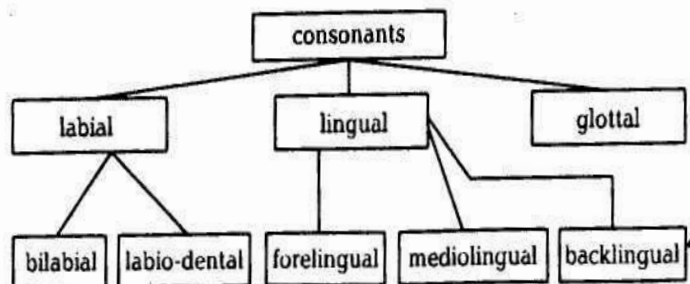 consonants
labial
lingual
glottal
bilabial
labio-dental
forelingual
mediolingual
backlingual